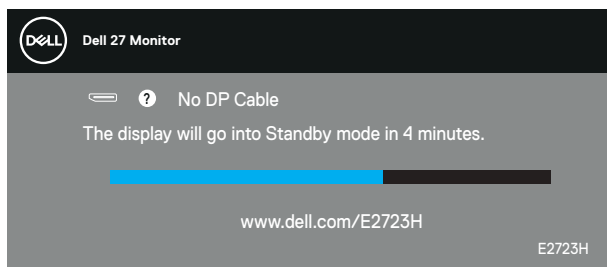 DELL
Dell 27 Monitor
? No DP Cable
The display will go into Standby mode in 4 minutes.
www.dell.com/E2723H
E2723H